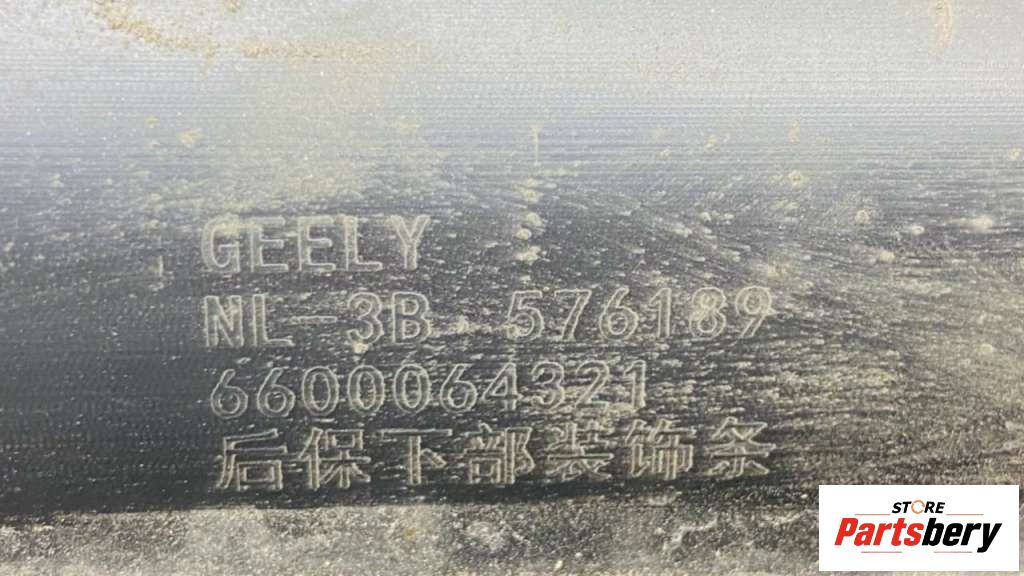 GEELY
NL-3B 576189
6600064321
后保下部装饰条
STORE
Partsbery